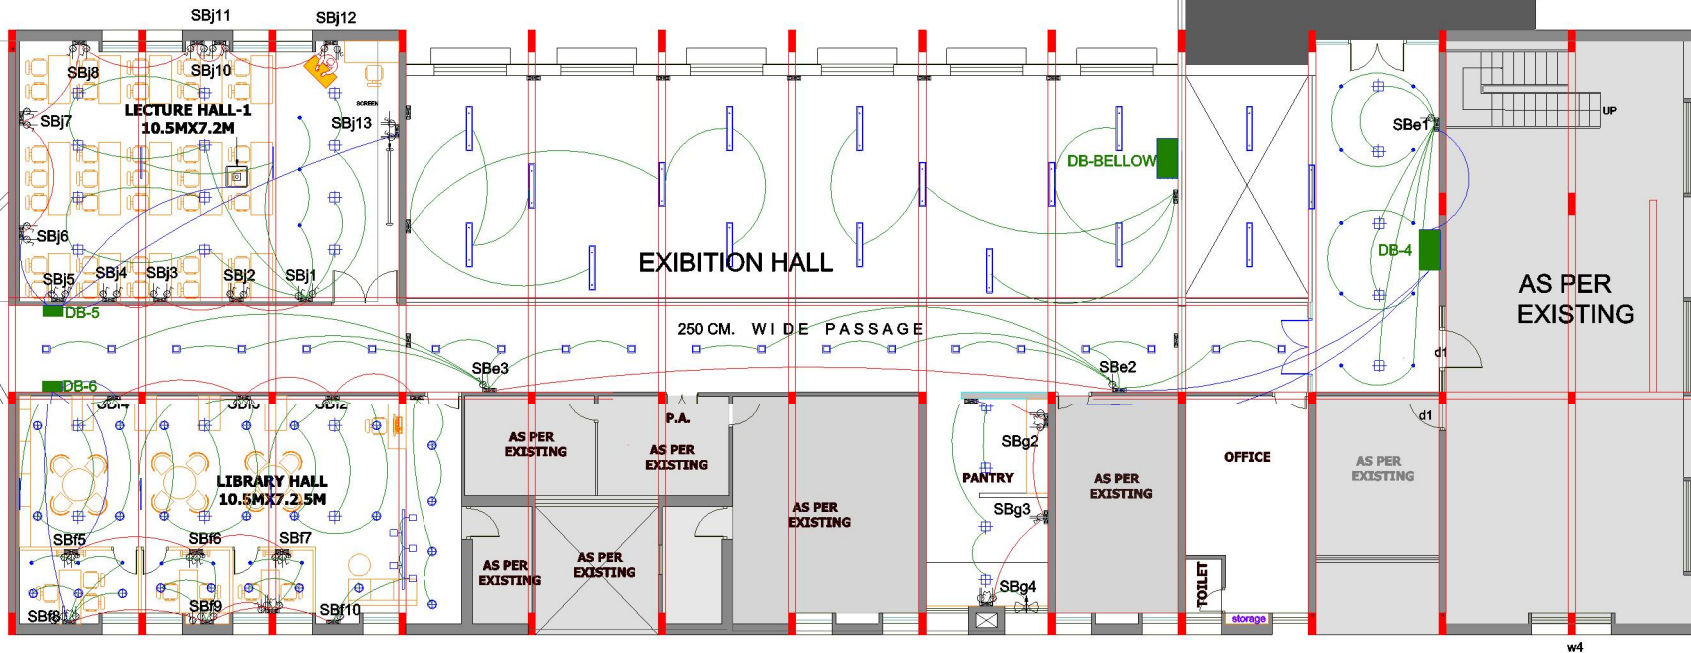 SBj11
SBj12
SBj8
SBj10
SCREEN
LECTURE HALL-1
10.5MX7.2M
SBj7
SBj13
SBe1
UP
DB-BELLOW
SBj6
DB-4
EXIBITION HALL
SBj5
SBj4
SBj3
SBj2
SBj1
AS PER
EXISTING
DB-5
250 CM. WIDE PASSAGE
d1
SBe3
SBe2
DB-6
SBf4
SBf3
SBf2
P.A.
d1
AS PER
EXISTING
AS PER
EXISTING
SBg2
OFFICE
AS PER
EXISTING
LIBRARY HALL
10.5MX7.2.5M
PANTRY
AS PER
EXISTING
SBg3
AS PER
EXISTING
SBf5
SBf6
SBf7
AS PER
EXISTING
AS PER
EXISTING
SBg4
TOILET
SBf8
SBf9
SBf10
storage
w4